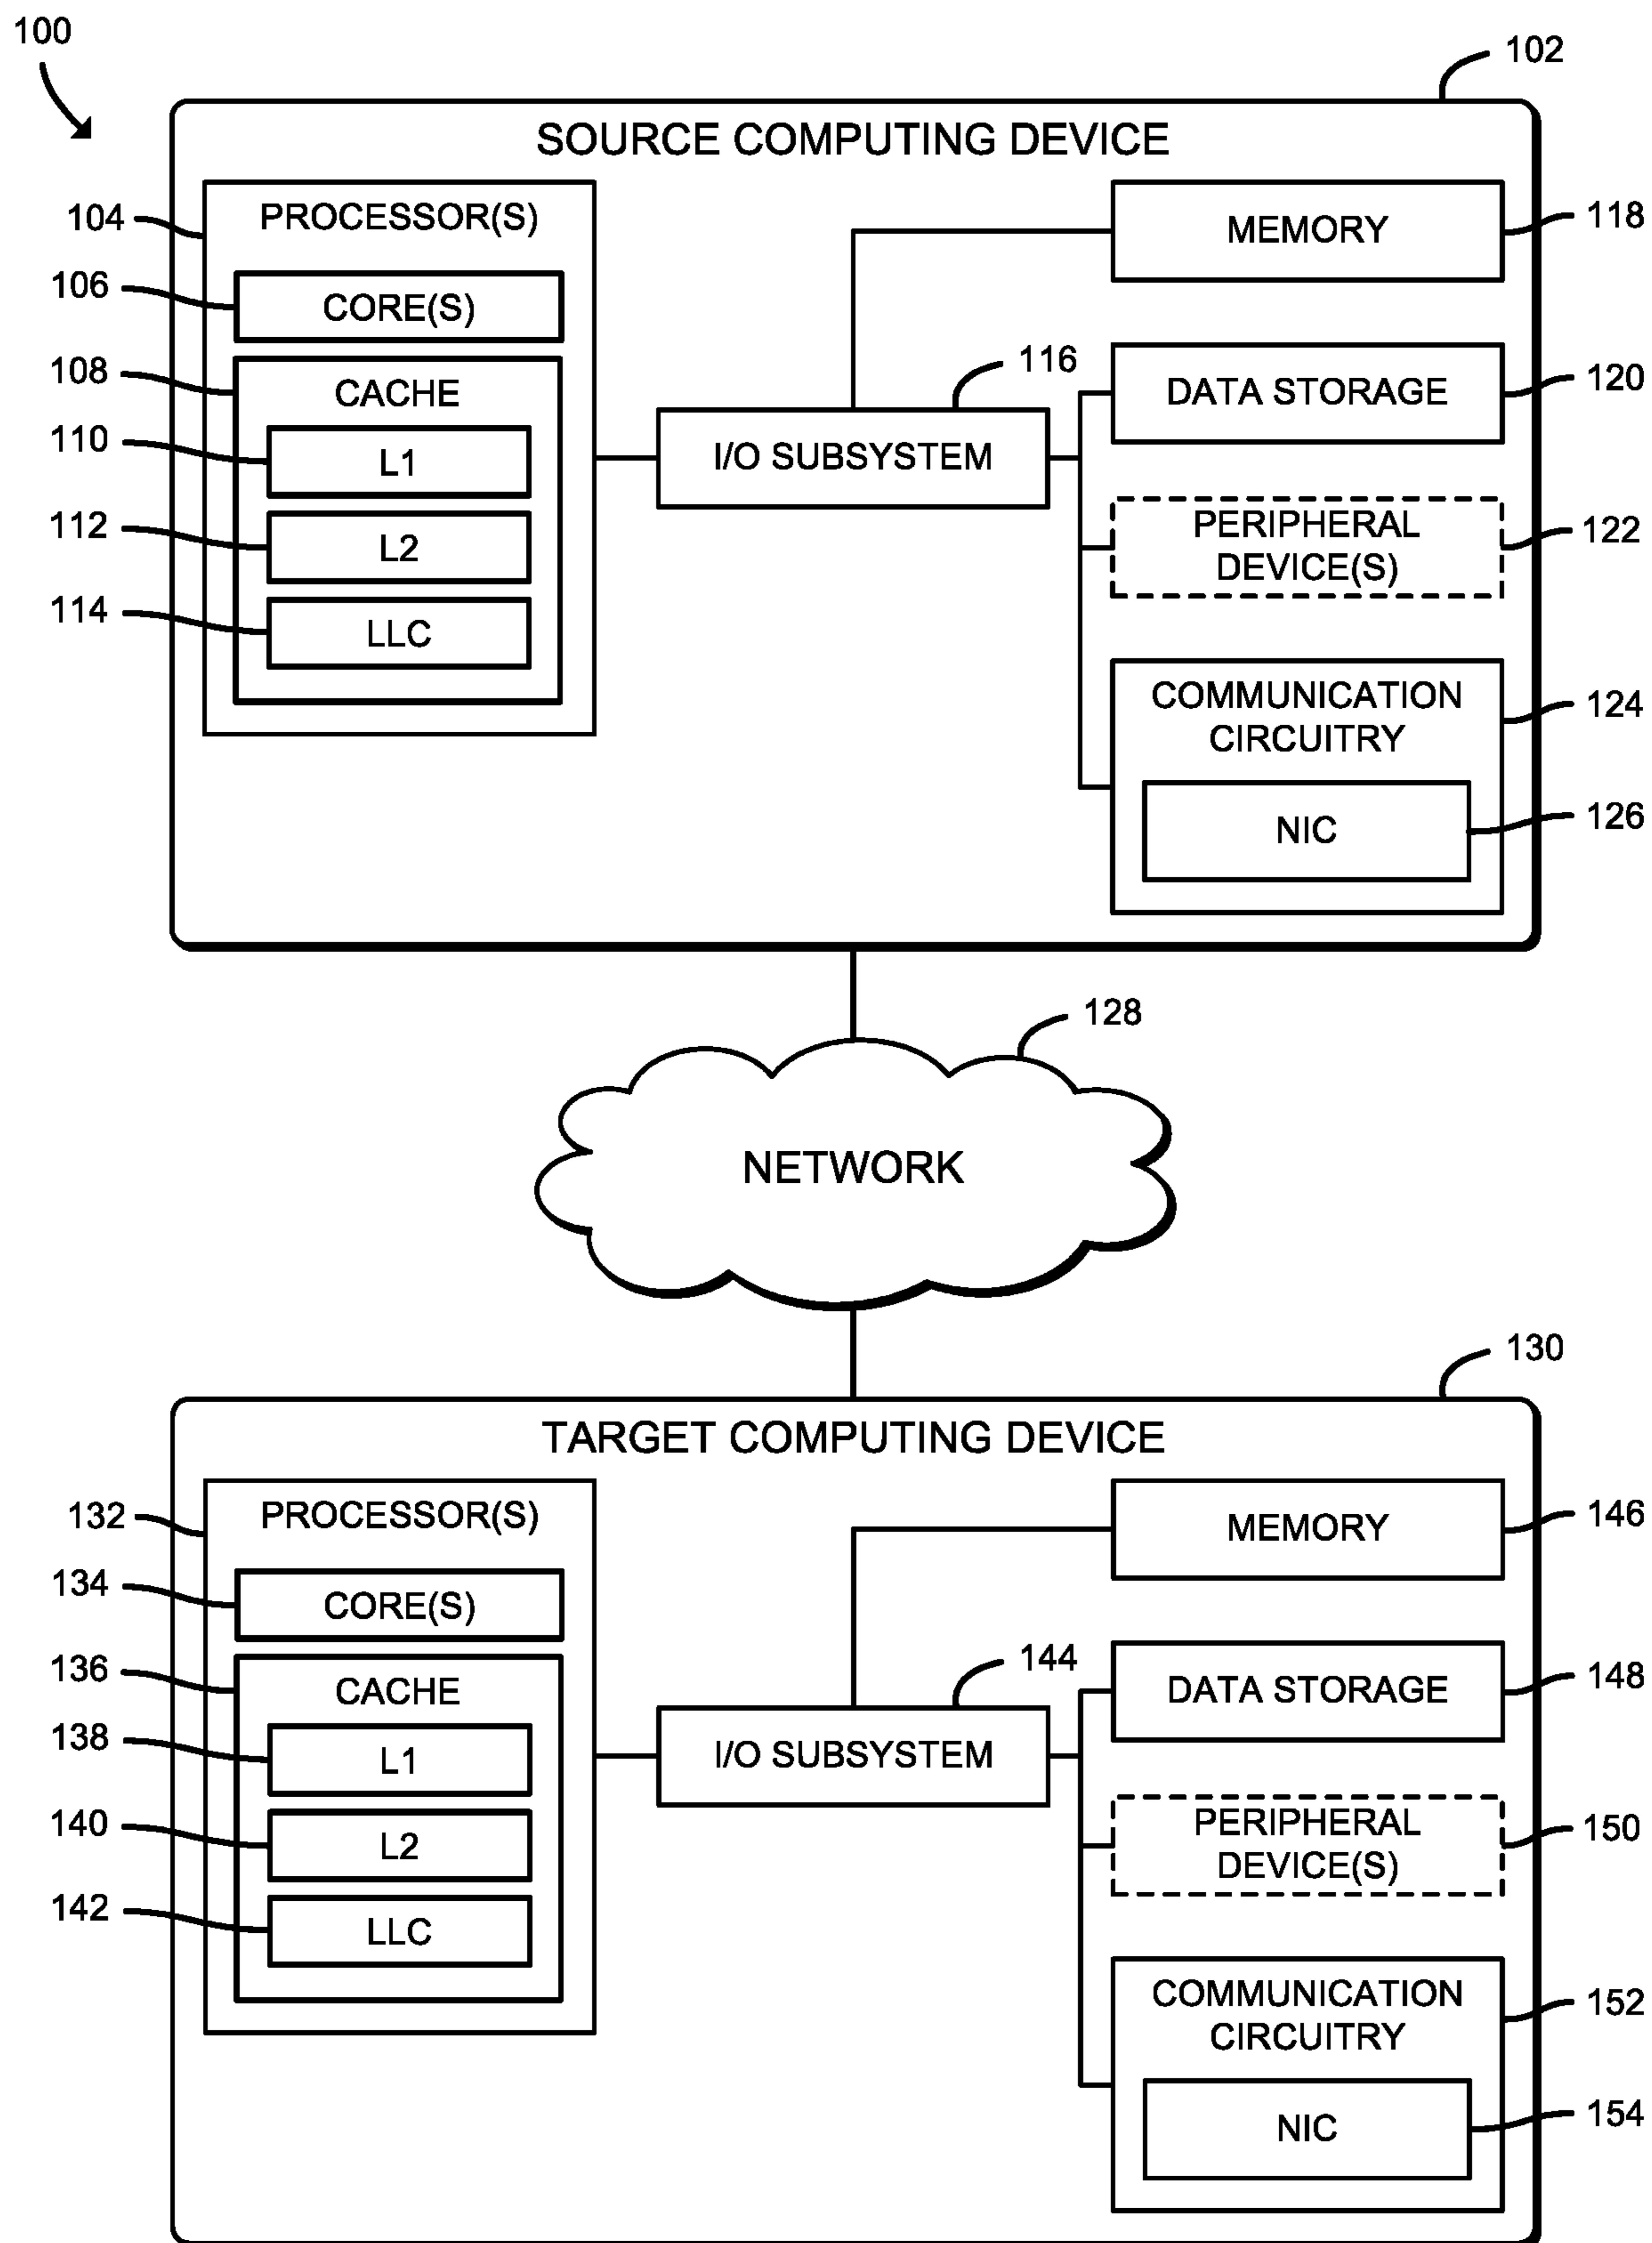 100
102
SOURCE COMPUTING DEVICE
104
PROCESSOR(S)
106
CORE(S)
108
CACHE
110
L1
112
L2
114
LLC
116
I/O SUBSYSTEM
MEMORY
118
DATA STORAGE
120
PERIPHERAL
DEVICE(S)
122
COMMUNICATION
CIRCUITRY
124
NIC
126
128
NETWORK
130
TARGET COMPUTING DEVICE
132
PROCESSOR(S)
134
CORE(S)
136
CACHE
138
L1
140
L2
142
LLC
144
I/O SUBSYSTEM
MEMORY
146
DATA STORAGE
148
PERIPHERAL
DEVICE(S)
150
COMMUNICATION
CIRCUITRY
152
NIC
154